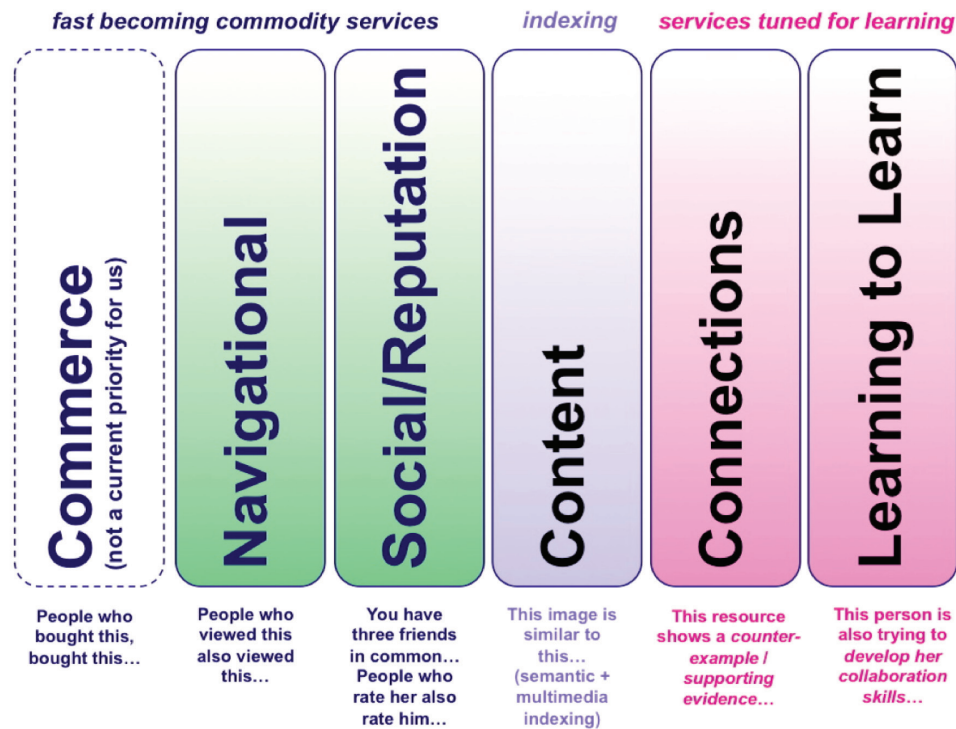 fast becoming commodity services
indexing
services tuned for learning
Commerce
(not a current priority for us)
Navigational
Social/Reputation
Content
Connections
Learning to Learn
People who
bought this,
bought this…
People who
viewed this
also viewed
this…
You have
three friends
in common…
People who
rate her also
rate him…
This image is
similar to
this…
(semantic +
multimedia
indexing)
This resource
shows a counter-
example /
supporting
evidence…
This person is
also trying to
develop her
collaboration
skills…